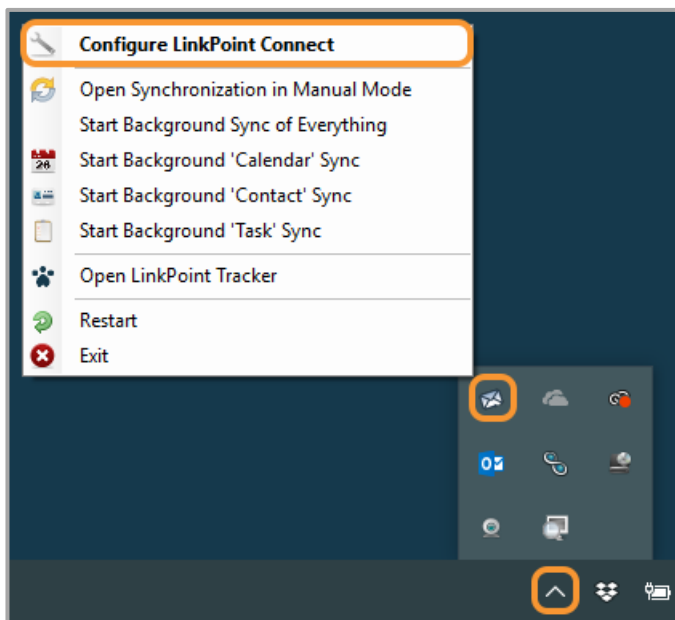 Configure LinkPoint Connect
Open Synchronization in Manual Mode
Start Background Sync of Everything
26
Start Background 'Calendar' Sync
Start Background 'Contact' Sync
Start Background 'Task' Sync
Open LinkPoint Tracker
Restart
Exit